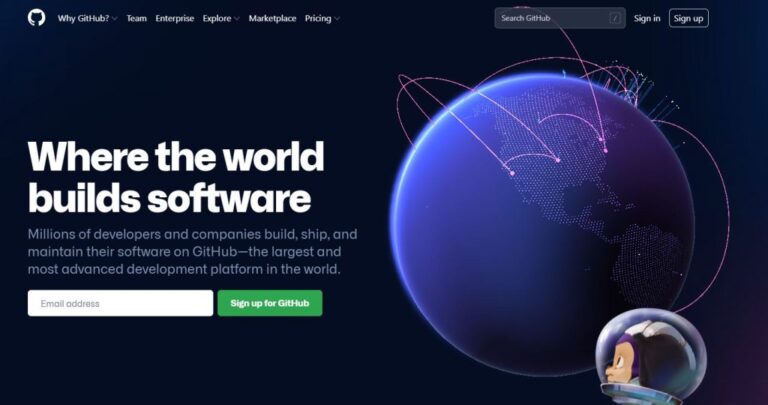 Why GitHub? Team Enterprise Explore Marketplace Pricing Search GitHub / Sign in Sign up
Where the world
builds software
Millions of developers and companies build, ship, and
maintain their software on GitHub—the largest and
most advanced development platform in the world.
Email address Sign up for GitHub